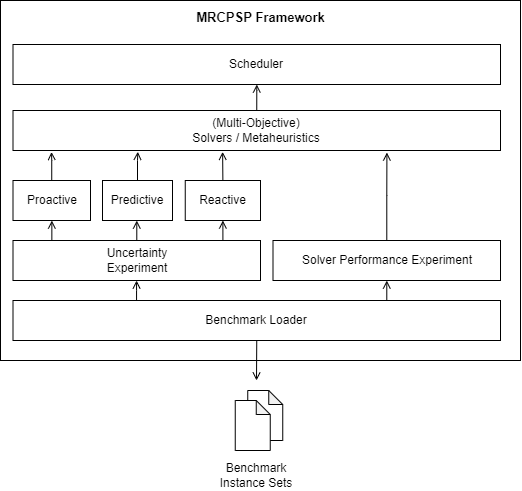 MRCPSP Framework
Scheduler
(Multi-Objective)
Solvers / Metaheuristics
Proactive
Predictive
Reactive
Uncertainty
Experiment
Solver Performance Experiment
Benchmark Loader
Benchmark
Instance Sets